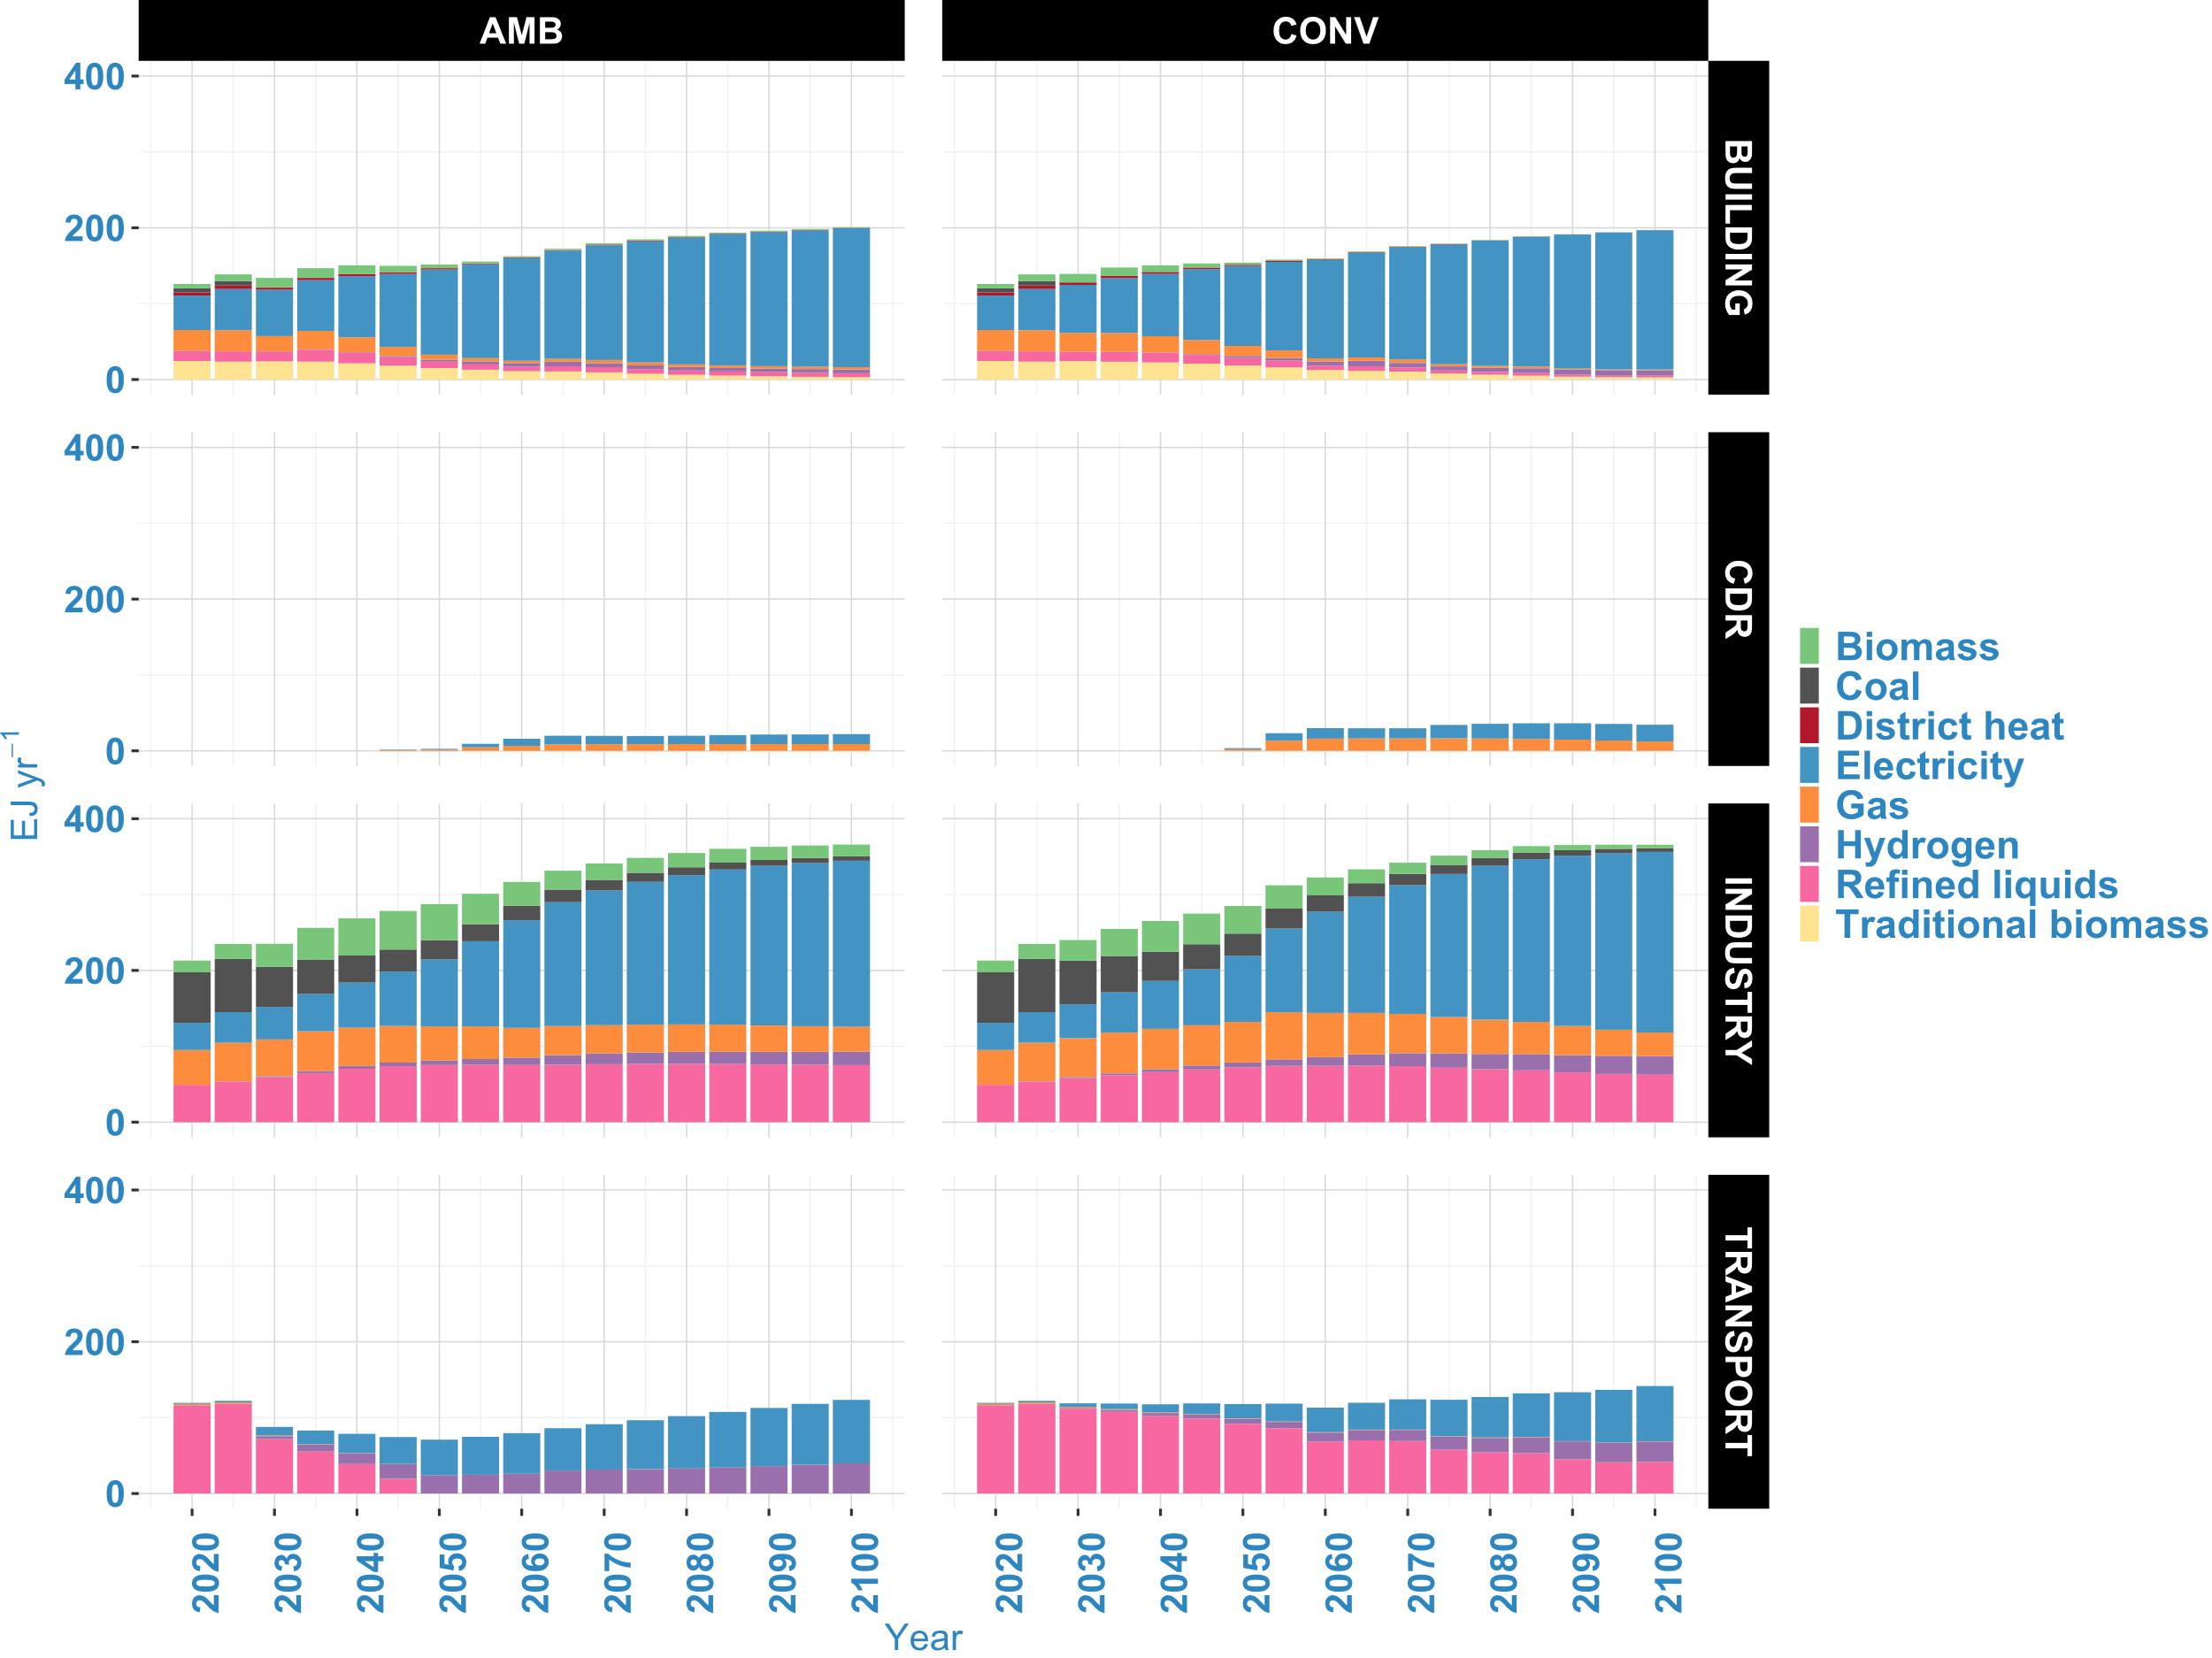 AMB
CONV
400
200
0
BUILDING
400
200
0
CDR
400
200
0
INDUSTRY
400
200
0
TRANSPORT
EJ yr⁻¹
Biomass
Coal
District heat
Electricity
Gas
Hydrogen
Refined liquids
Traditional biomass
2020 2030 2040 2050 2060 2070 2080 2090 2100
2020 2030 2040 2050 2060 2070 2080 2090 2100
Year